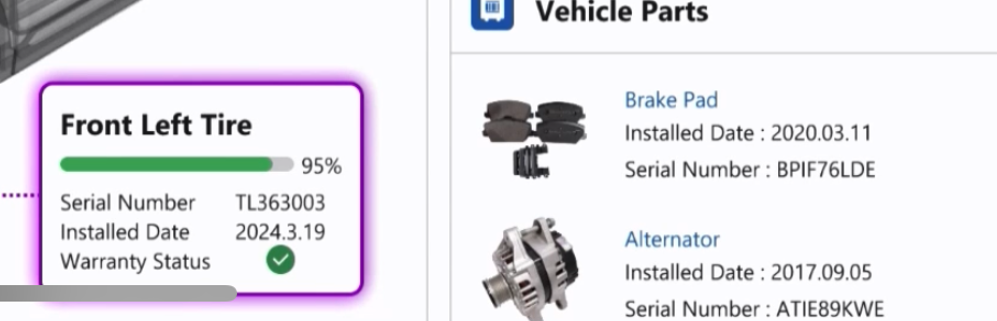 Vehicle Parts
Front Left Tire
95%
Serial Number TL363003
Installed Date 2024.3.19
Warranty Status
Brake Pad
Installed Date : 2020.03.11
Serial Number : BPIF76LDE
Alternator
Installed Date : 2017.09.05
Serial Number : ATIE89KWE